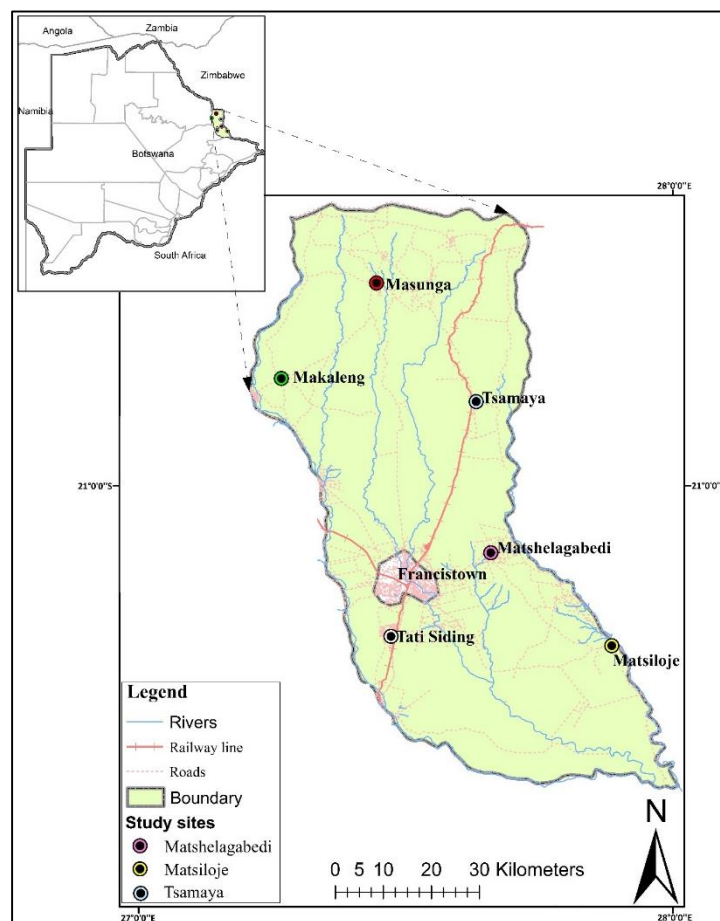 Angola
Zambia
Zimbabwe
Namibia
Botswana
South Africa
28°0'0"E
Masunga
Makaleng
Tsamaya
21°0'0"S
21°0'0"
Matshelagabedi
Francistown
Tati Siding
Matsiloje
Legend
Rivers
Railway line
Roads
Boundary
Study sites
Matshelagabedi
Matsiloje
Tsamaya
N
0 5 10 20 30 Kilometers
27°0'0"E
28°0'0"E